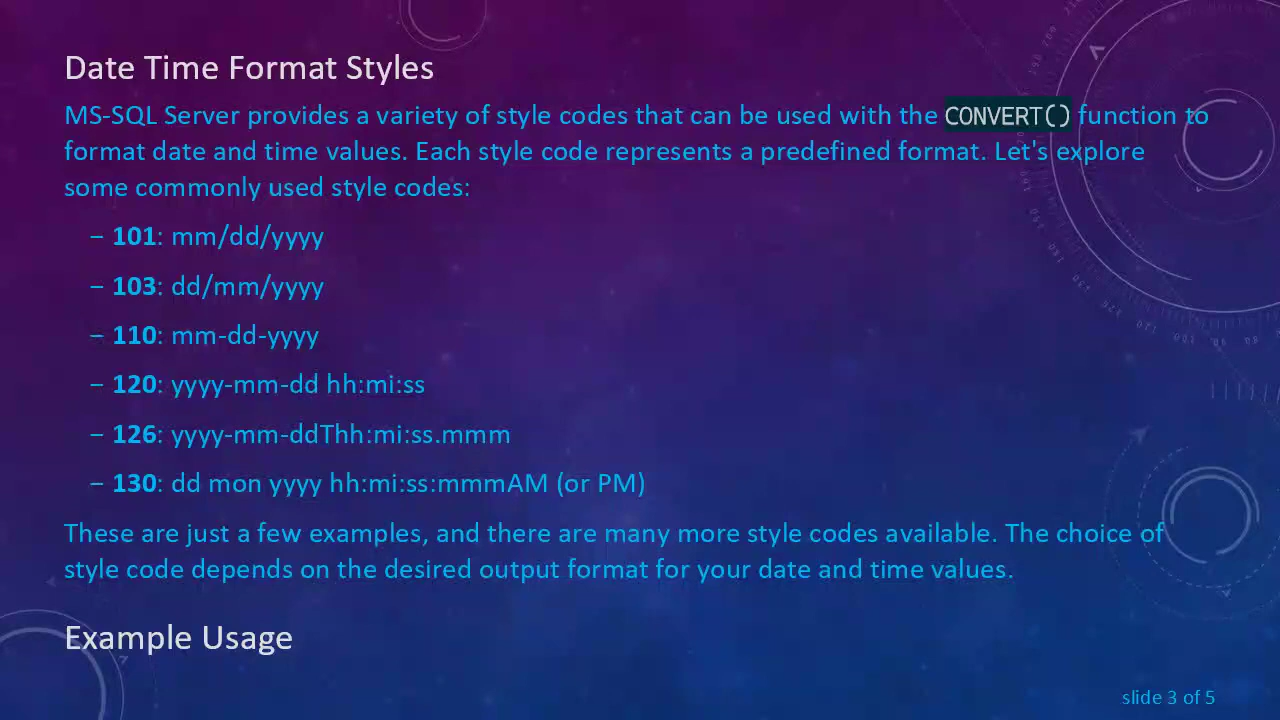 Date Time Format Styles
MS-SQL Server provides a variety of style codes that can be used with the CONVERT() function to
format date and time values. Each style code represents a predefined format. Let's explore
some commonly used style codes:
– 101: mm/dd/yyyy
– 103: dd/mm/yyyy
– 110: mm-dd-yyyy
– 120: yyyy-mm-dd hh:mi:ss
– 126: yyyy-mm-ddThh:mi:ss.mmm
– 130: dd mon yyyy hh:mi:ss:mmmAM (or PM)
These are just a few examples, and there are many more style codes available. The choice of
style code depends on the desired output format for your date and time values.
Example Usage
slide 3 of 5